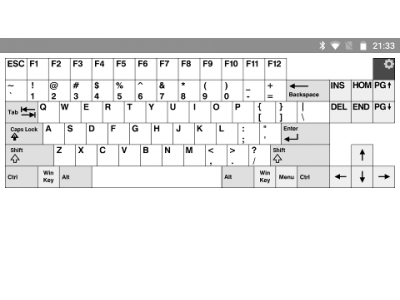 21:33
ESC F1 F2 F3 F4 F5 F6 F7 F8 F9 F10 F11 F12
~ ! @ # $ % ^ & * ( ) _ + INS HOM PG↑
` 1 2 3 4 5 6 7 8 9 0 - = Backspace
Tab Q W E R T Y U I O P { } | DEL END PG↓
[ ] \
Caps Lock A S D F G H J K L : " Enter
; '
Shift Z X C V B N M < > ? Shift
, . /
Ctrl Win Key Alt Alt Win Key Menu Ctrl